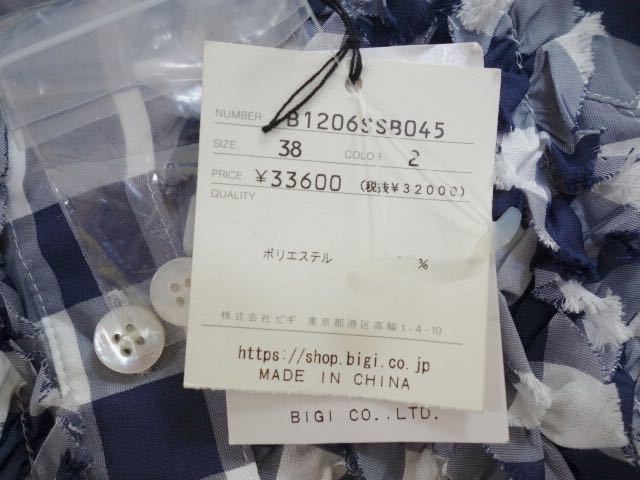 NUMBER B1206SSB045
SIZE 38 COLOR 2
PRICE ¥33600 (税抜¥32000)
QUALITY
ポリエステル %
株式会社ビギ 東京都港区高輪1-4-10
https://shop.bigi.co.jp
MADE IN CHINA
BIGI CO.,LTD.